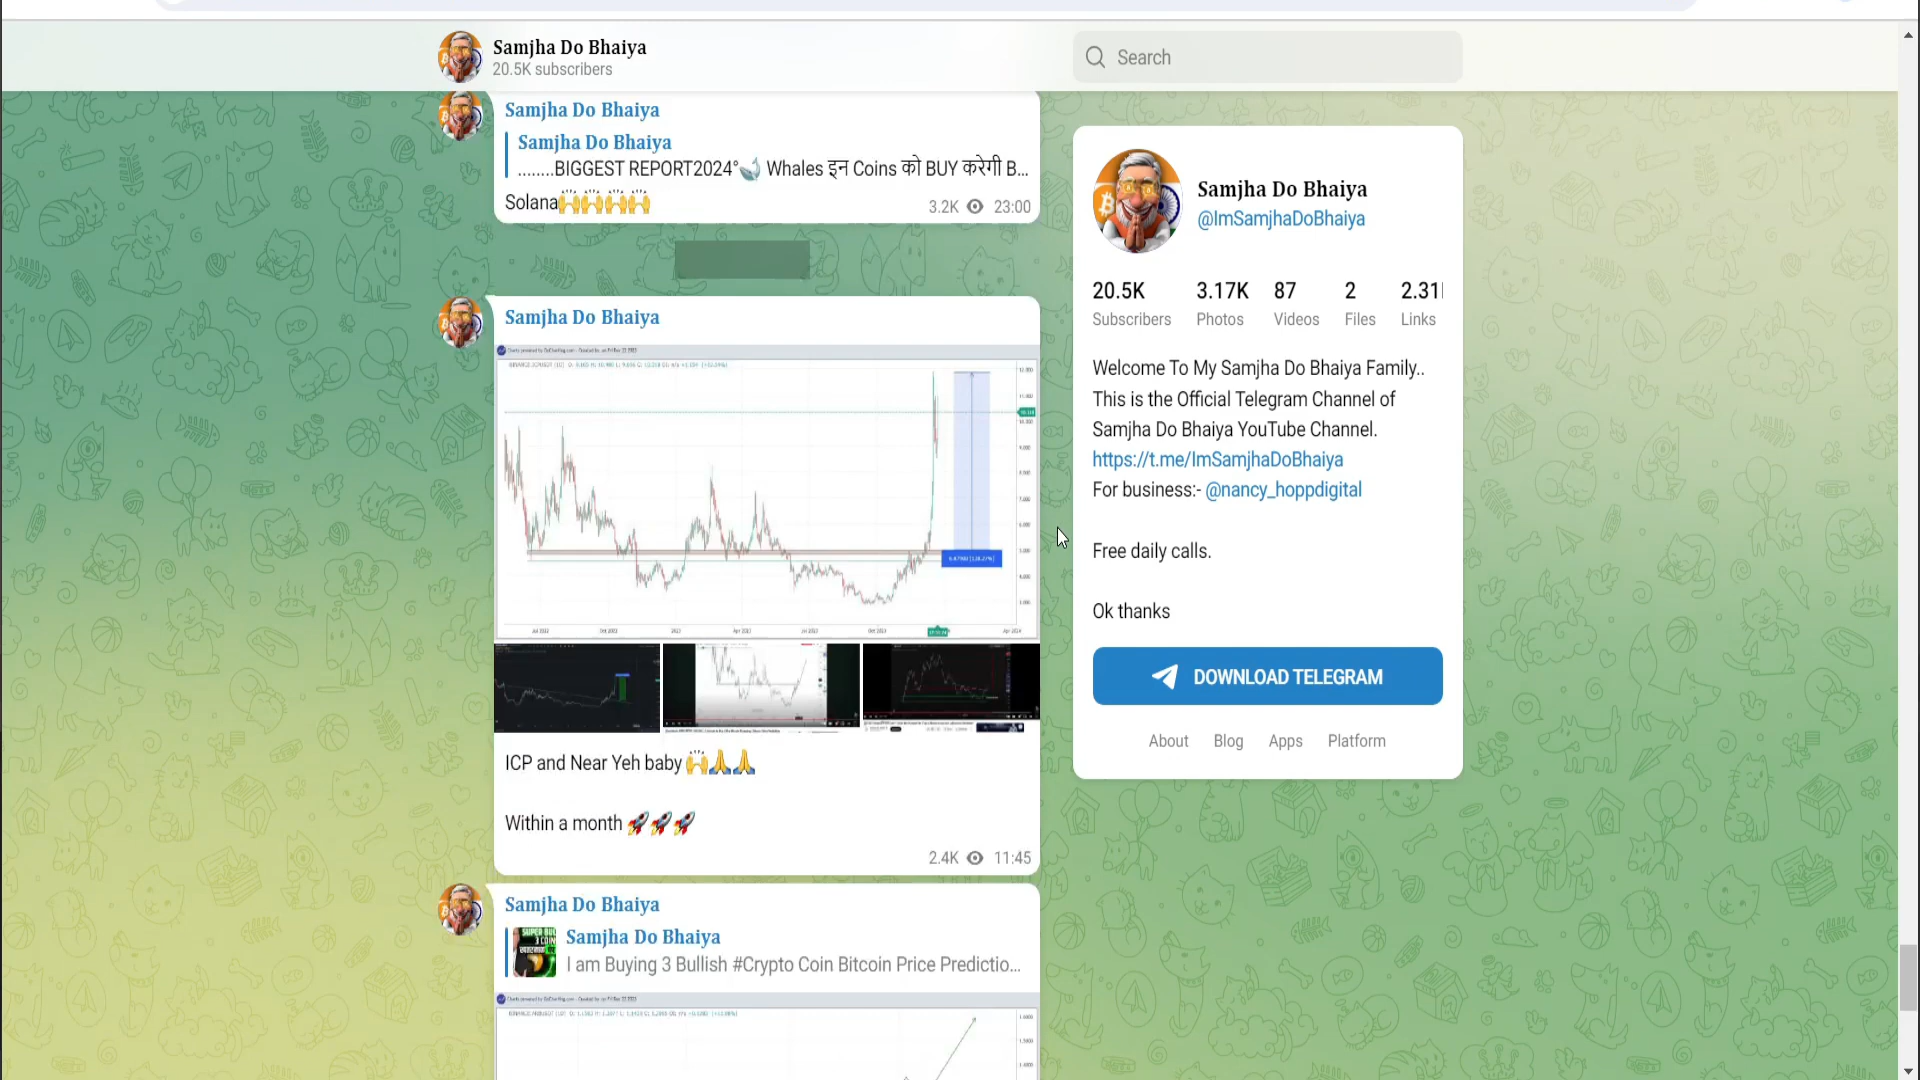 Samjha Do Bhaiya
20.5K subscribers
Search
Samjha Do Bhaiya
Samjha Do Bhaiya
........BIGGEST REPORT2024°🐳 Whales इन Coins को BUY करेगी B...
Solana🙌🙌🙌🙌
3.2K 23:00
Samjha Do Bhaiya
ICP and Near Yeh baby 🙌🙏🙏
Within a month 🚀🚀🚀
2.4K 11:45
Samjha Do Bhaiya
Samjha Do Bhaiya
I am Buying 3 Bullish #Crypto Coin Bitcoin Price Predictio...
Samjha Do Bhaiya
@ImSamjhaDoBhaiya
20.5K 3.17K 87 2 2.31
Subscribers Photos Videos Files Links
Welcome To My Samjha Do Bhaiya Family..
This is the Official Telegram Channel of
Samjha Do Bhaiya YouTube Channel.
https://t.me/ImSamjhaDoBhaiya
For business:- @nancy_hoppdigital
Free daily calls.
Ok thanks
DOWNLOAD TELEGRAM
About Blog Apps Platform